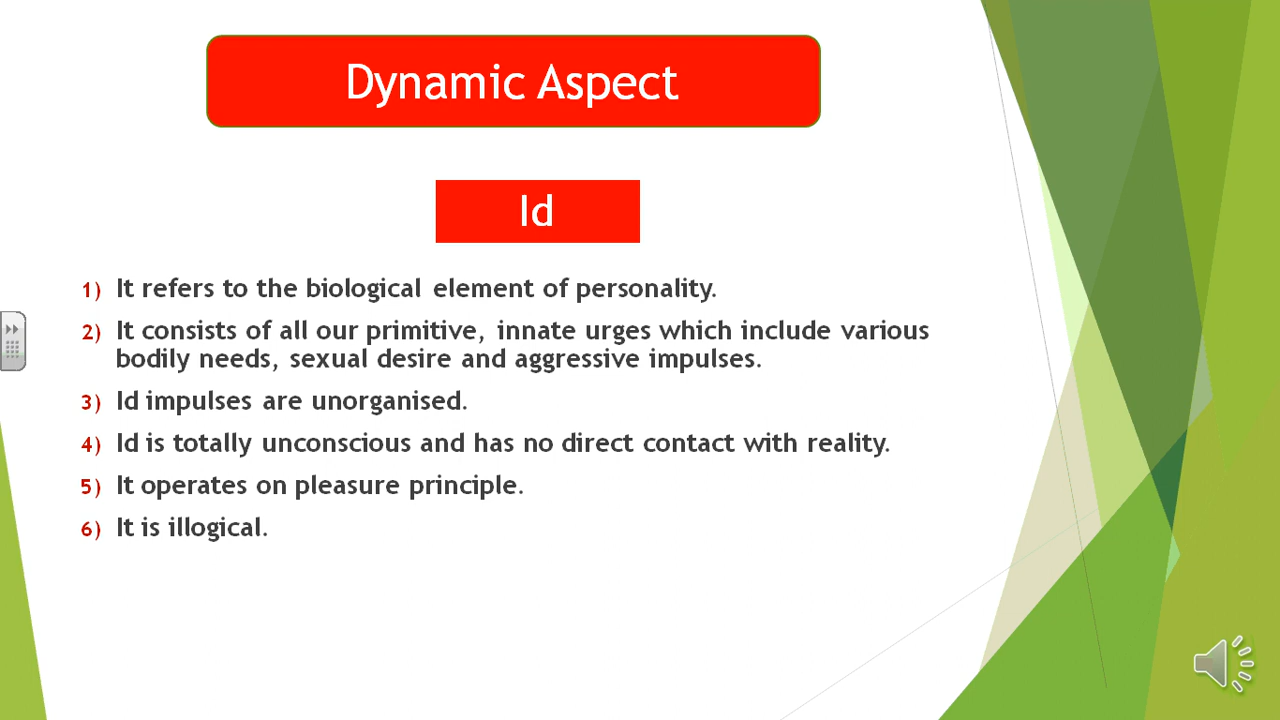 Dynamic Aspect
Id
1) It refers to the biological element of personality.
2) It consists of all our primitive, innate urges which include various
bodily needs, sexual desire and aggressive impulses.
3) Id impulses are unorganised.
4) Id is totally unconscious and has no direct contact with reality.
5) It operates on pleasure principle.
6) It is illogical.